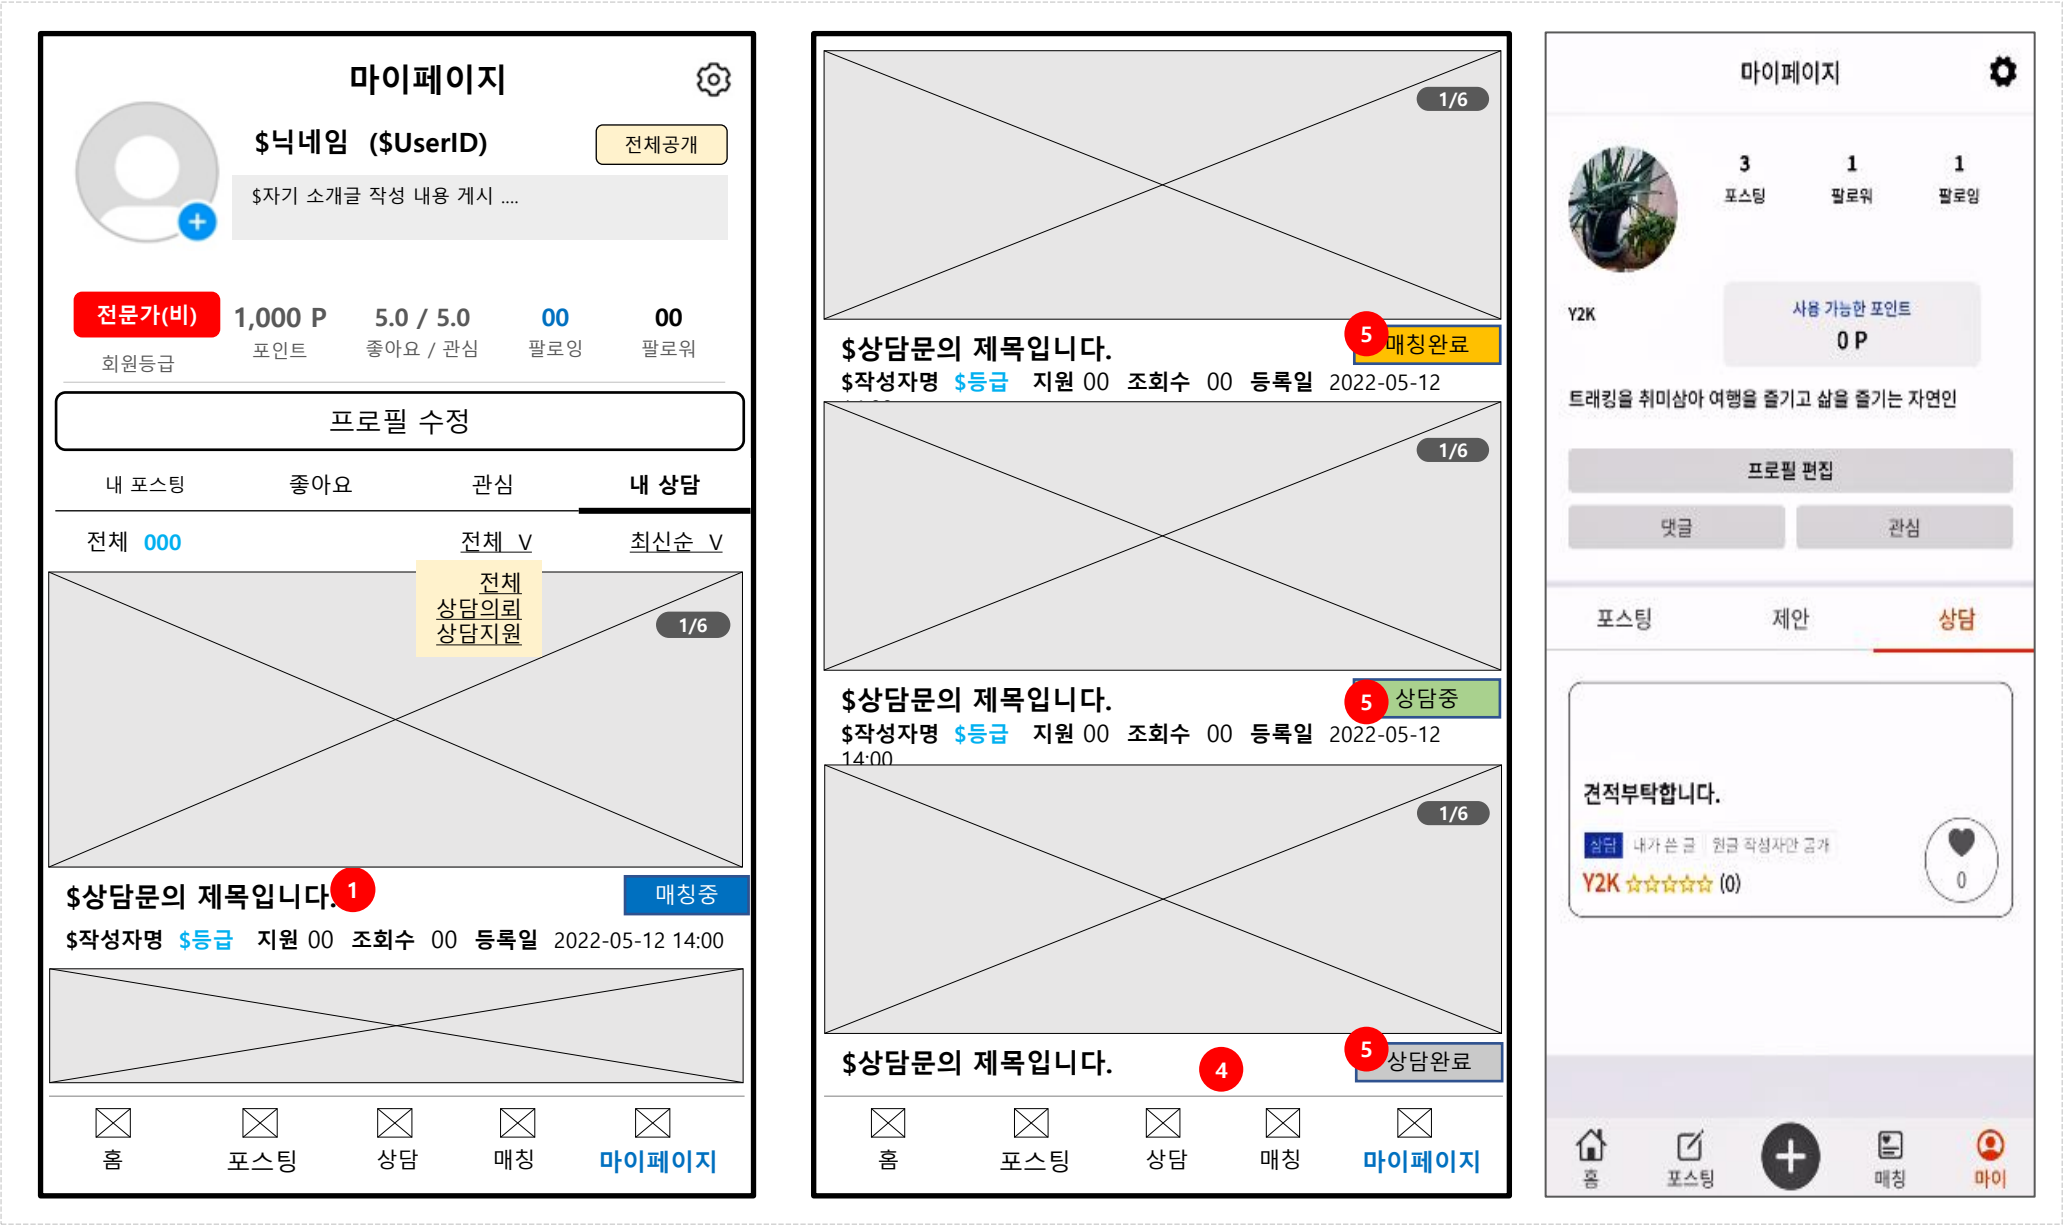 마이페이지
$닉네임 ($UserID)
전체공개
$자기 소개글 작성 내용 게시 ....
전문가(비)
1,000 P
5.0 / 5.0
00
00
회원등급
포인트
좋아요 / 관심
팔로잉
팔로워
프로필 수정
내 포스팅
좋아요
관심
내 상담
전체 000
전체 V
최신순 V
전체
상담의뢰
상담지원
1/6
$상담문의 제목입니다.
1
매칭중
$작성자명 $등급 지원 00 조회수 00 등록일 2022-05-12 14:00
홈
포스팅
상담
매칭
마이페이지
1/6
$상담문의 제목입니다.
5
매칭완료
$작성자명 $등급 지원 00 조회수 00 등록일 2022-05-12
1/6
$상담문의 제목입니다.
5
상담중
$작성자명 $등급 지원 00 조회수 00 등록일 2022-05-12
14:00
1/6
$상담문의 제목입니다.
4
5
상담완료
홈
포스팅
상담
매칭
마이페이지
마이페이지
3
1
1
포스팅
팔로워
팔로잉
Y2K
사용 가능한 포인트
0 P
트래킹을 취미삼아 여행을 즐기고 삶을 즐기는 자연인
프로필 편집
댓글
관심
포스팅
제안
상담
견적부탁합니다.
상담 내가 쓴 글 원글 작성자만 공개
Y2K ☆☆☆☆☆ (0)
0
홈
포스팅
매칭
마이